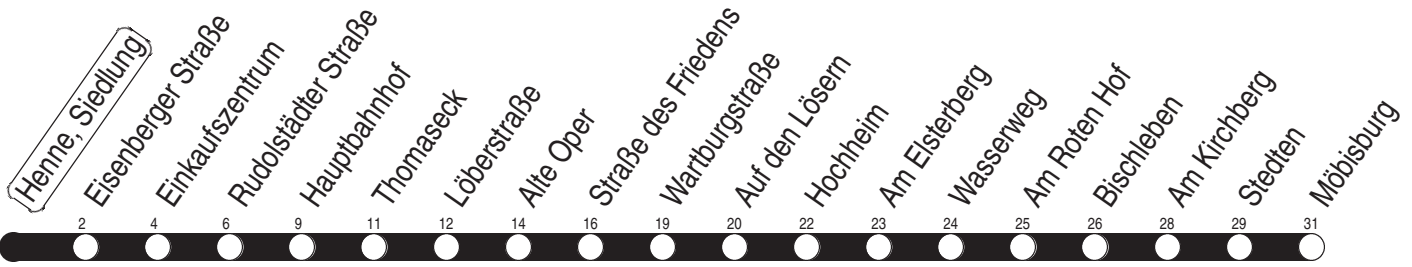 Henne, Siedlung
Eisenberger Straße
Einkaufszentrum
Rudolstädter Straße
Hauptbahnhof
Thomaseck
Löberstraße
Alte Oper
Straße des Friedens
Wartburgstraße
Auf den Lösern
Hochheim
Am Elsterberg
Wasserweg
Am Roten Hof
Bischleben
Am Kirchberg
Stedten
Möbisburg
2 4 6 9 11 12 14 16 19 20 22 23 24 25 26 28 29 31